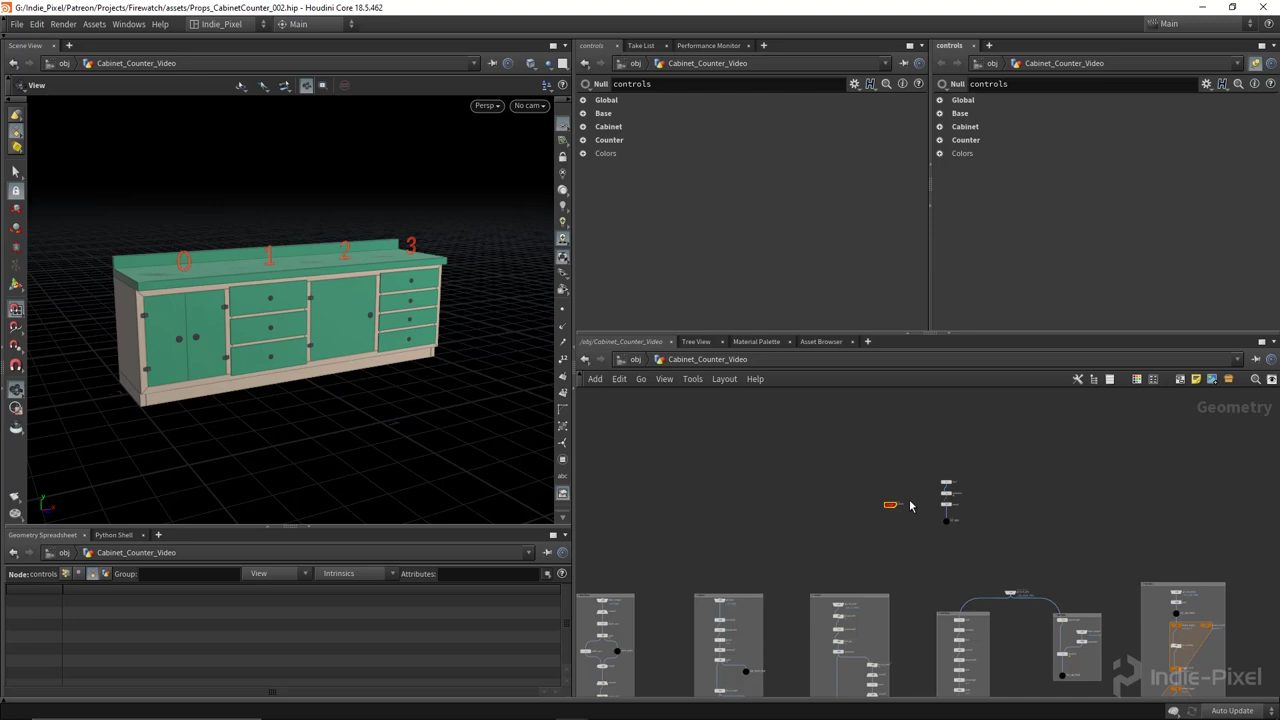 G:/Indie_Pixel/Patreon/Projects/Firewatch/assets/Props_CabinetCounter_002.hip - Houdini Core 18.5.462
File Edit Render Assets Windows Help Indie_Pixel Main Main
Scene View
obj Cabinet_Counter_Video
View
Persp No cam
0 1 2 3
controls Take List Performance Monitor
obj Cabinet_Counter_Video
Null controls
Global
Base
Cabinet
Counter
Colors
controls
obj Cabinet_Counter_Video
Null controls
Global
Base
Cabinet
Counter
Colors
/obj/Cabinet_Counter_Video Tree View Material Palette Asset Browser
obj Cabinet_Counter_Video
Add Edit Go View Tools Layout Help
Geometry
Geometry Spreadsheet Python Shell
obj Cabinet_Counter_Video
Node: controls Group: View Intrinsics Attributes:
Indie-Pixel
Auto Update